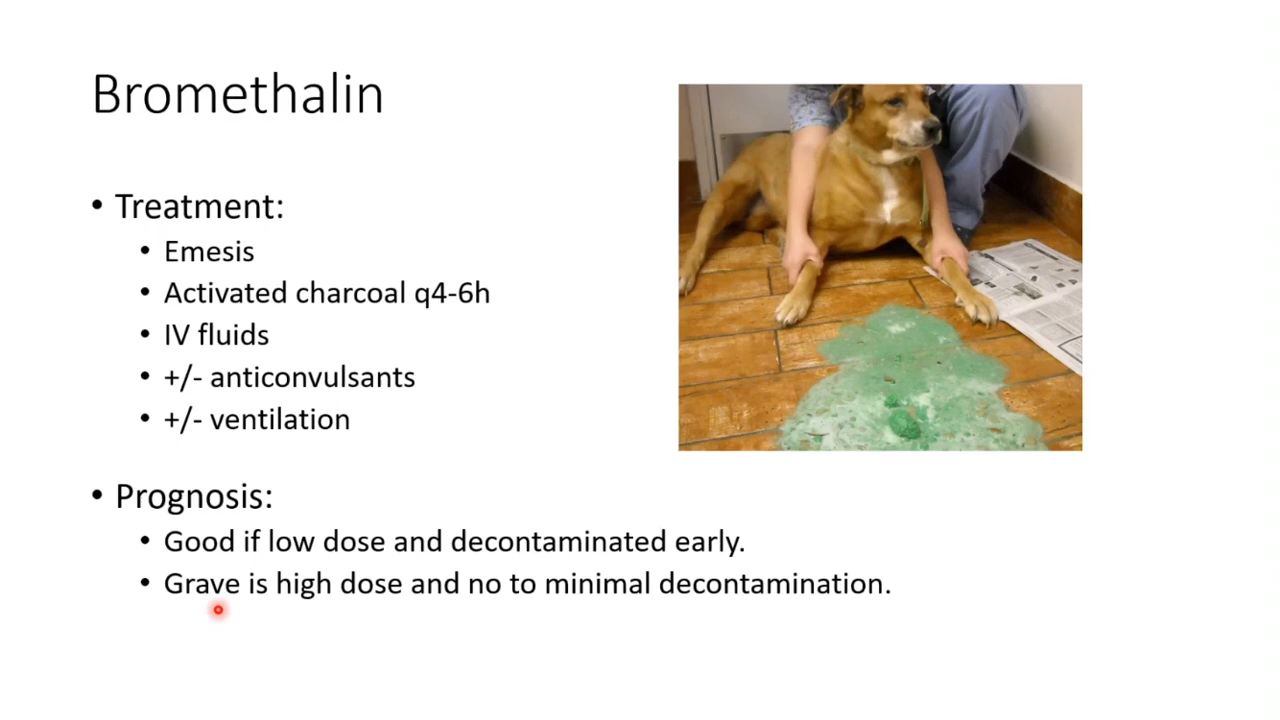 Bromethalin
• Treatment:
• Emesis
• Activated charcoal q4-6h
• IV fluids
• +/- anticonvulsants
• +/- ventilation
• Prognosis:
• Good if low dose and decontaminated early.
• Grave is high dose and no to minimal decontamination.